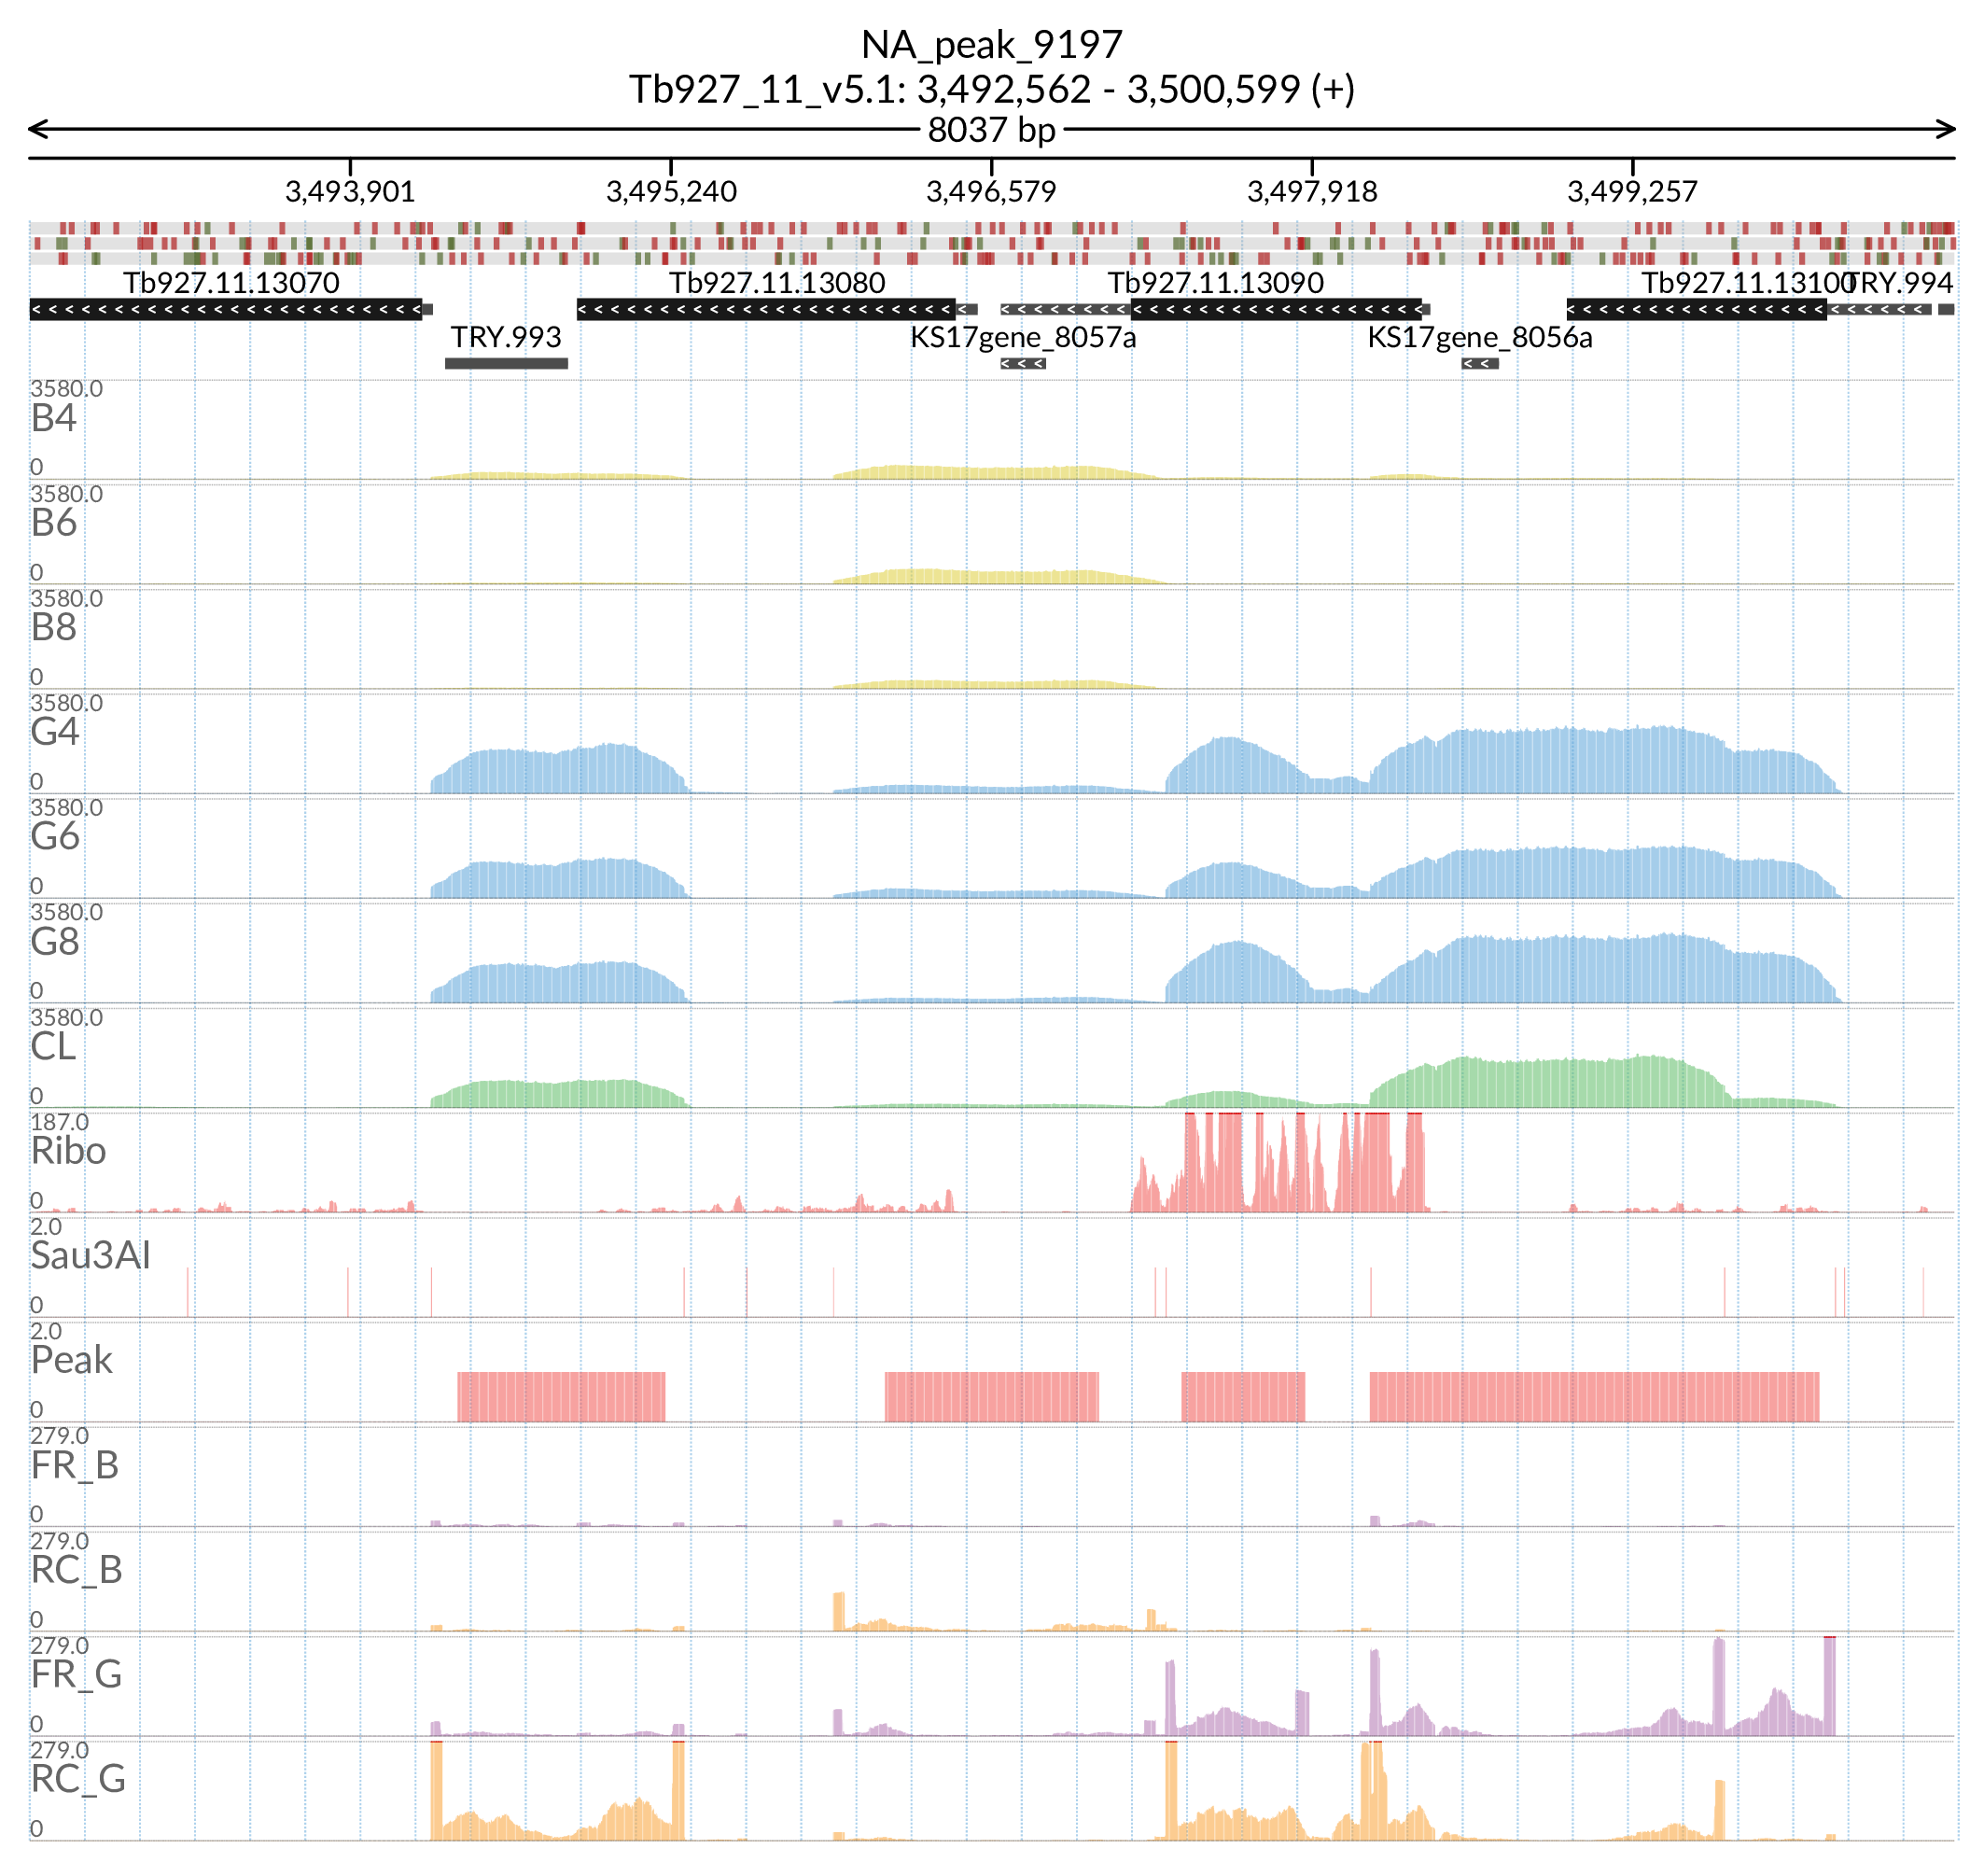 NA_peak_9197
Tb927_11_v5.1: 3,492,562 - 3,500,599 (+)
8037 bp
3,493,901 3,495,240 3,496,579 3,497,918 3,499,257
Tb927.11.13070 Tb927.11.13080 Tb927.11.13090 Tb927.11.13100 TRY.994
TRY.993 KS17gene_8057a KS17gene_8056a
3580.0
B4
0
3580.0
B6
0
3580.0
B8
0
3580.0
G4
0
3580.0
G6
0
3580.0
G8
0
3580.0
CL
0
187.0
Ribo
0
2.0
Sau3AI
0
2.0
Peak
0
279.0
FR_B
0
279.0
RC_B
0
279.0
FR_G
0
279.0
RC_G
0